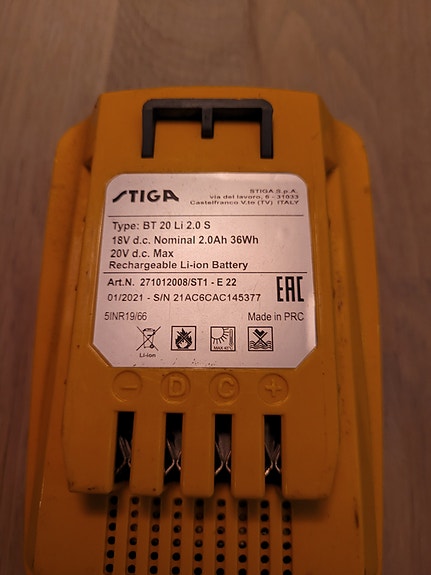 STIGA
STIGA S.p.A.
via del lavoro, 6 - 31033
Castelfranco V.to (TV) ITALY
Type: BT 20 Li 2.0 S
18V d.c. Nominal 2.0Ah 36Wh
20V d.c. Max
Rechargeable Li-ion Battery
Art.N. 271012008/ST1 - E 22
01/2021 - S/N 21AC6CAC145377
EAC
5INR19/66
Made in PRC
Li-ion
MAX 45°C
- D C +